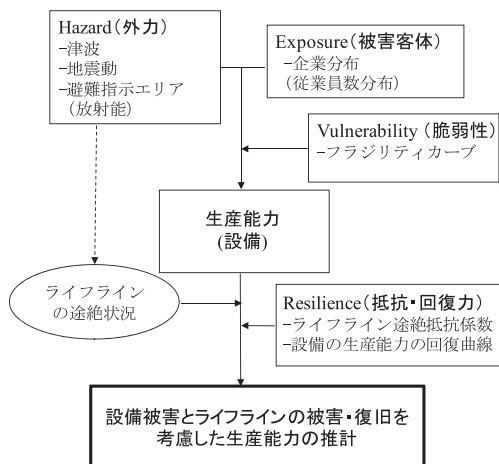 Hazard(外力)
−津波
−地震動
−避難指示エリア
(放射能)
Exposure(被害客体)
−企業分布
(従業員数分布)
Vulnerability(脆弱性)
−フラジリティカーブ
生産能力
(設備)
ライフライン
の途絶状況
Resilience(抵抗・回復力)
−ライフライン途絶抵抗係数
−設備の生産能力の回復曲線
設備被害とライフラインの被害・復旧を
考慮した生産能力の推計